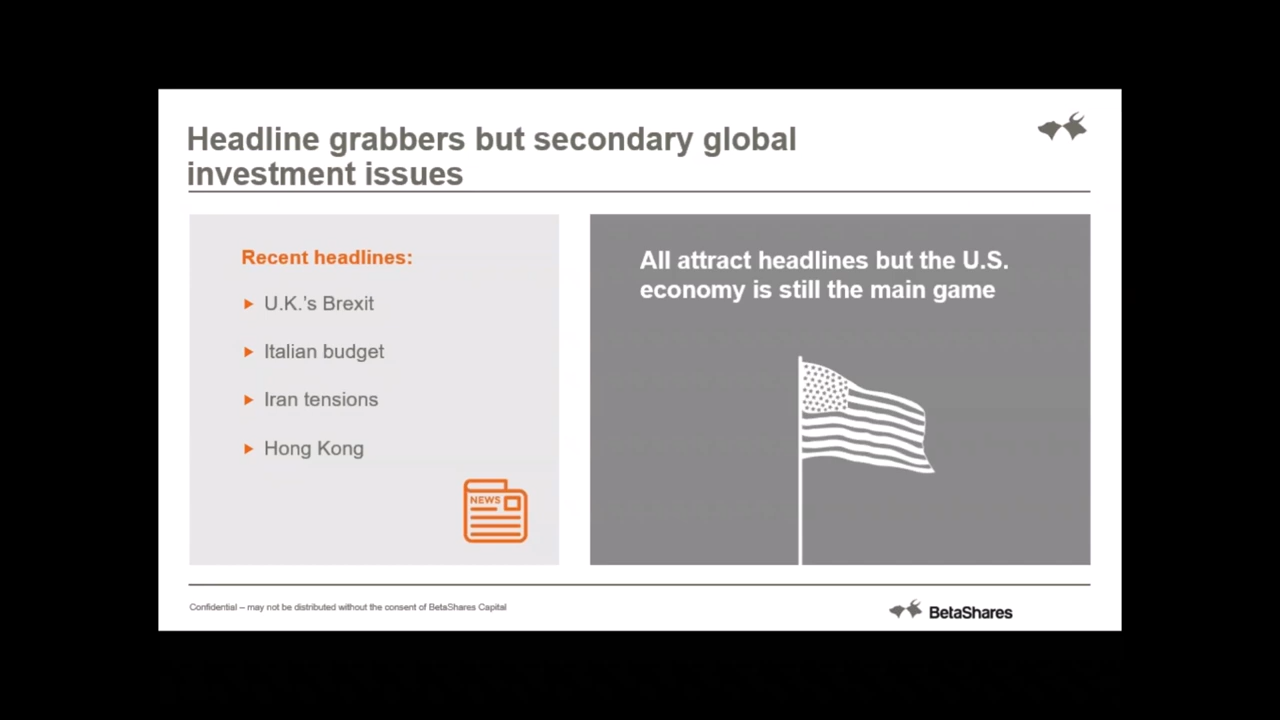 Headline grabbers but secondary global
investment issues
Recent headlines:
U.K.'s Brexit
Italian budget
Iran tensions
Hong Kong
NEWS
All attract headlines but the U.S.
economy is still the main game
Confidential – may not be distributed without the consent of BetaShares Capital
BetaShares